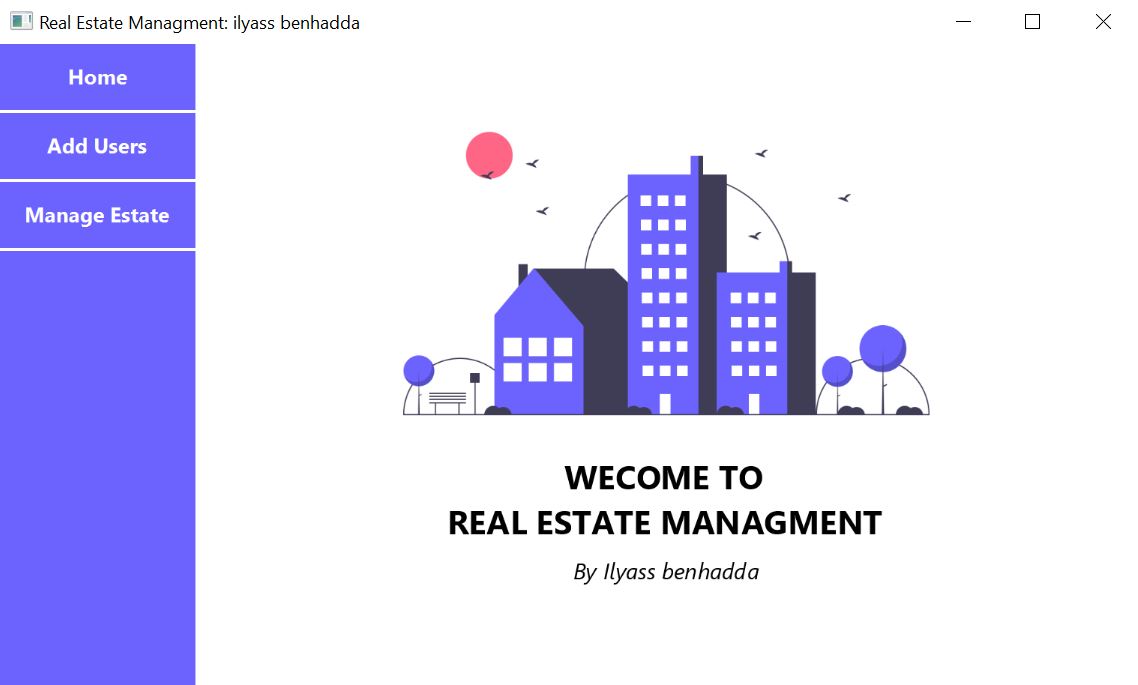 Real Estate Managment: ilyass benhadda
Home
Add Users
Manage Estate
WECOME TO
REAL ESTATE MANAGMENT
By Ilyass benhadda